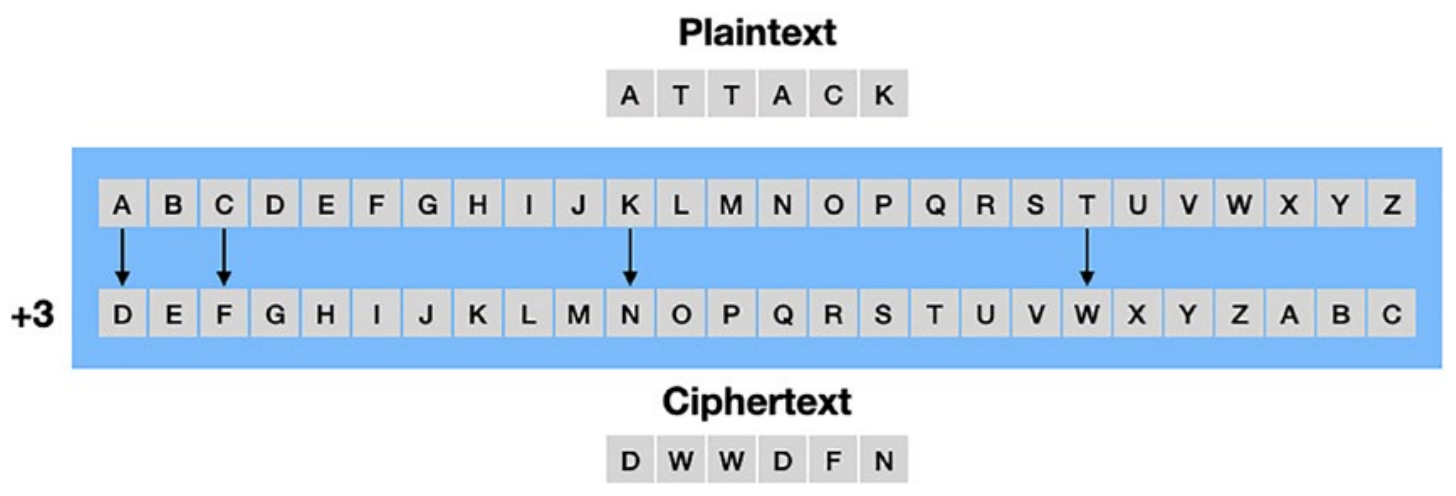 Plaintext
A T T A C K
A B C D E F G H I J K L M N O P Q R S T U V W X Y Z
+3 D E F G H I J K L M N O P Q R S T U V W X Y Z A B C
Ciphertext
D W W D F N